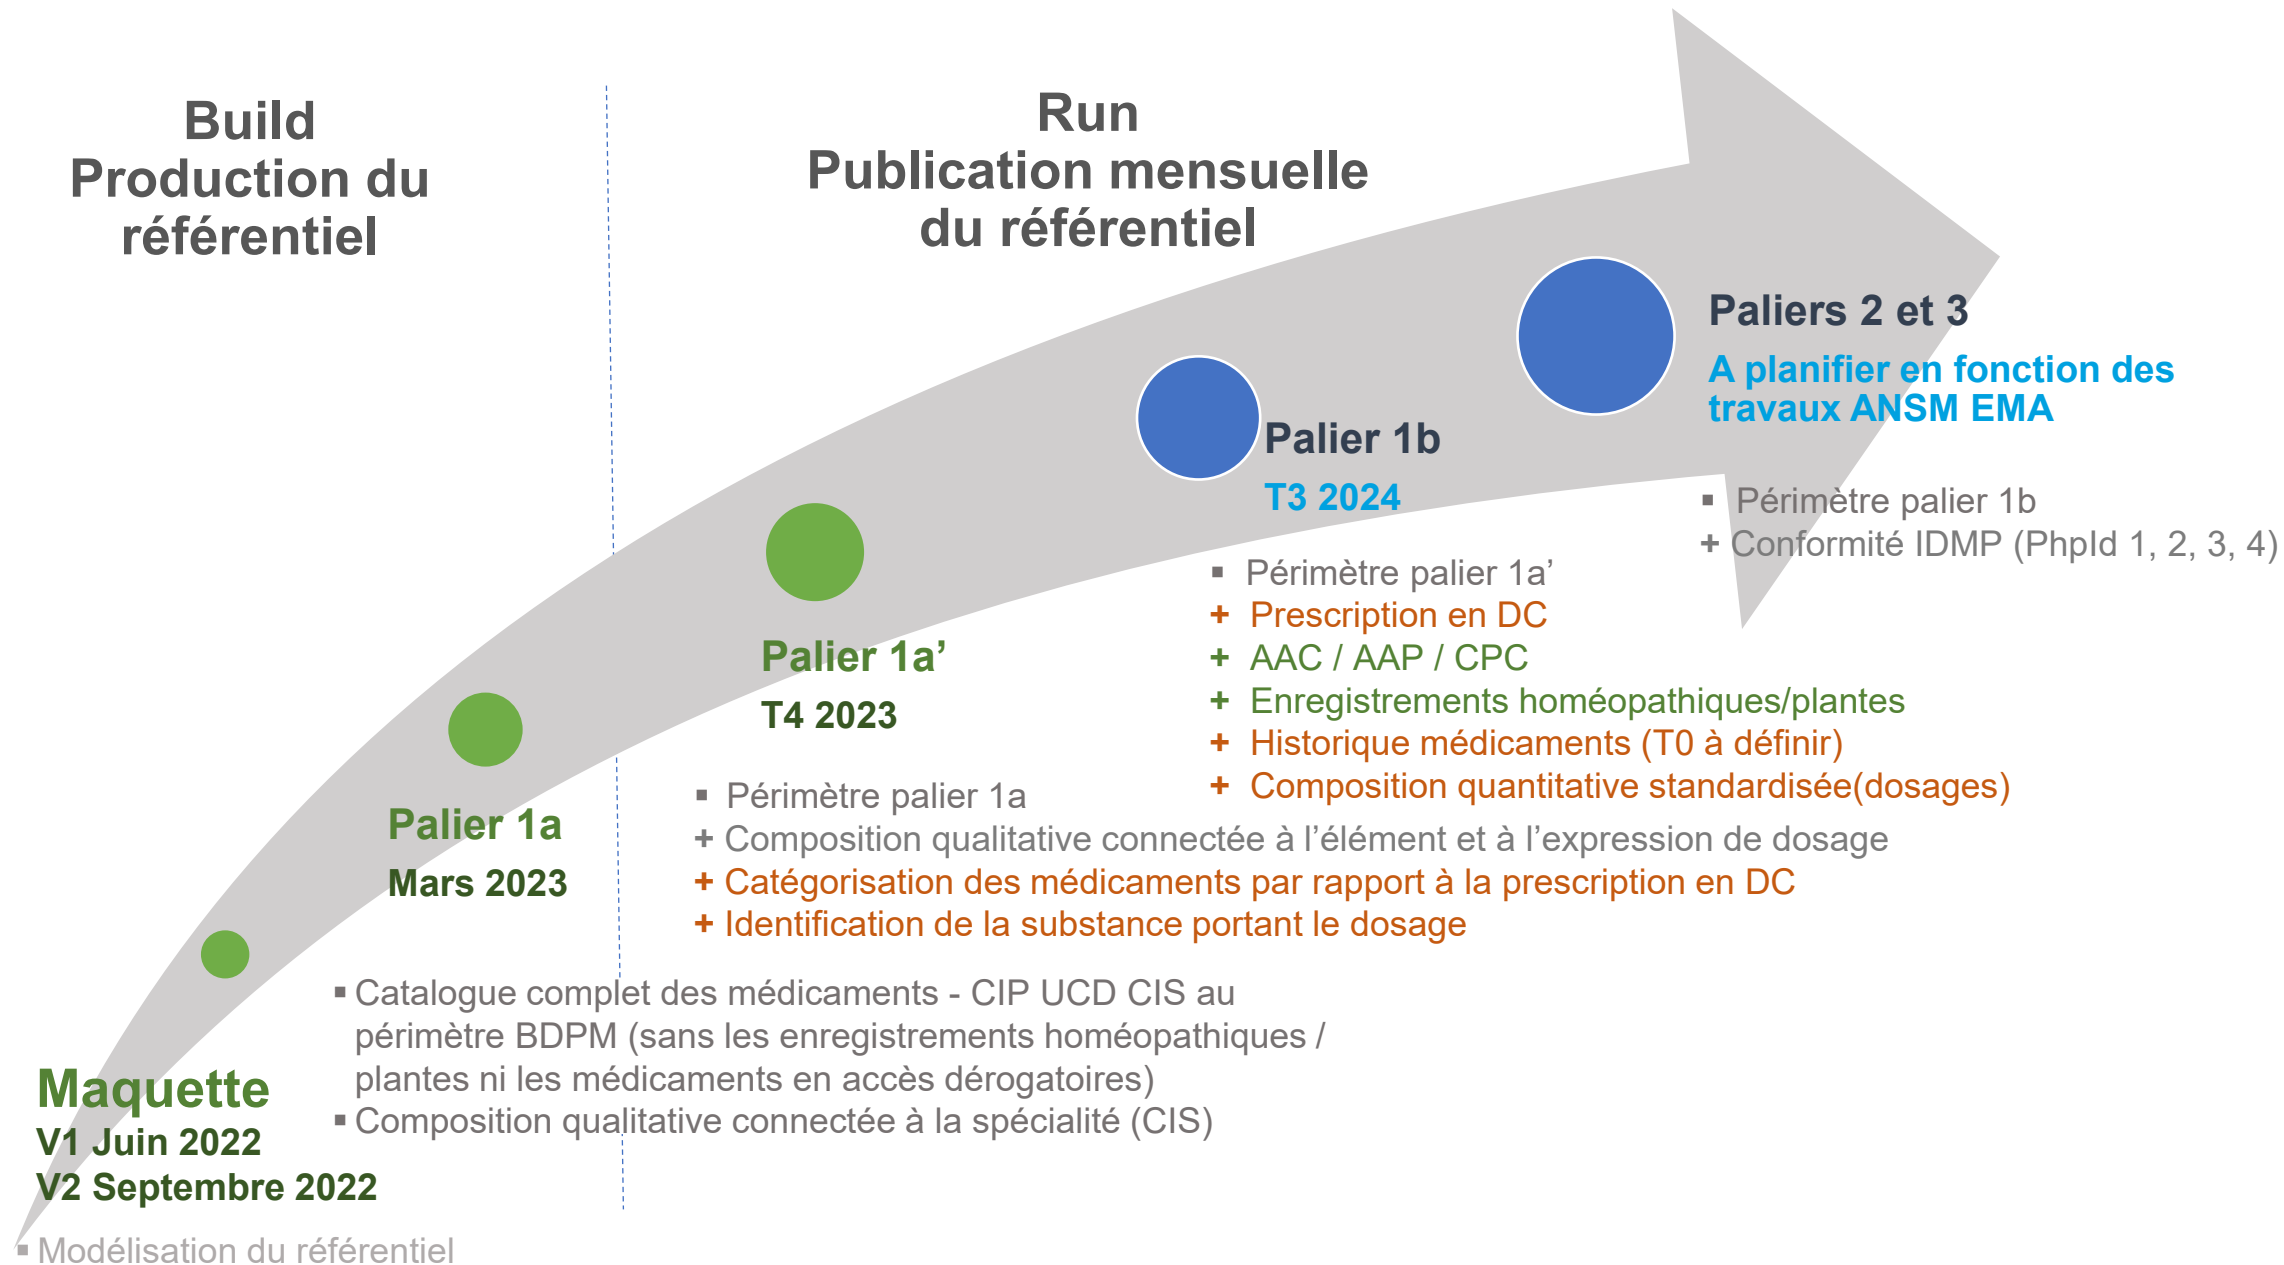 Build
Production du
référentiel
Run
Publication mensuelle
du référentiel
Paliers 2 et 3
A planifier en fonction des
travaux ANSM EMA
▪ Périmètre palier 1b
+ Conformité IDMP (PhpId 1, 2, 3, 4)
Palier 1b
T3 2024
▪ Périmètre palier 1a’
+ Prescription en DC
+ AAC / AAP / CPC
+ Enregistrements homéopathiques/plantes
+ Historique médicaments (T0 à définir)
+ Composition quantitative standardisée(dosages)
Palier 1a’
T4 2023
▪ Périmètre palier 1a
+ Composition qualitative connectée à l’élément et à l’expression de dosage
+ Catégorisation des médicaments par rapport à la prescription en DC
+ Identification de la substance portant le dosage
Palier 1a
Mars 2023
▪ Catalogue complet des médicaments - CIP UCD CIS au
périmètre BDPM (sans les enregistrements homéopathiques /
plantes ni les médicaments en accès dérogatoires)
▪ Composition qualitative connectée à la spécialité (CIS)
Maquette
V1 Juin 2022
V2 Septembre 2022
▪ Modélisation du référentiel